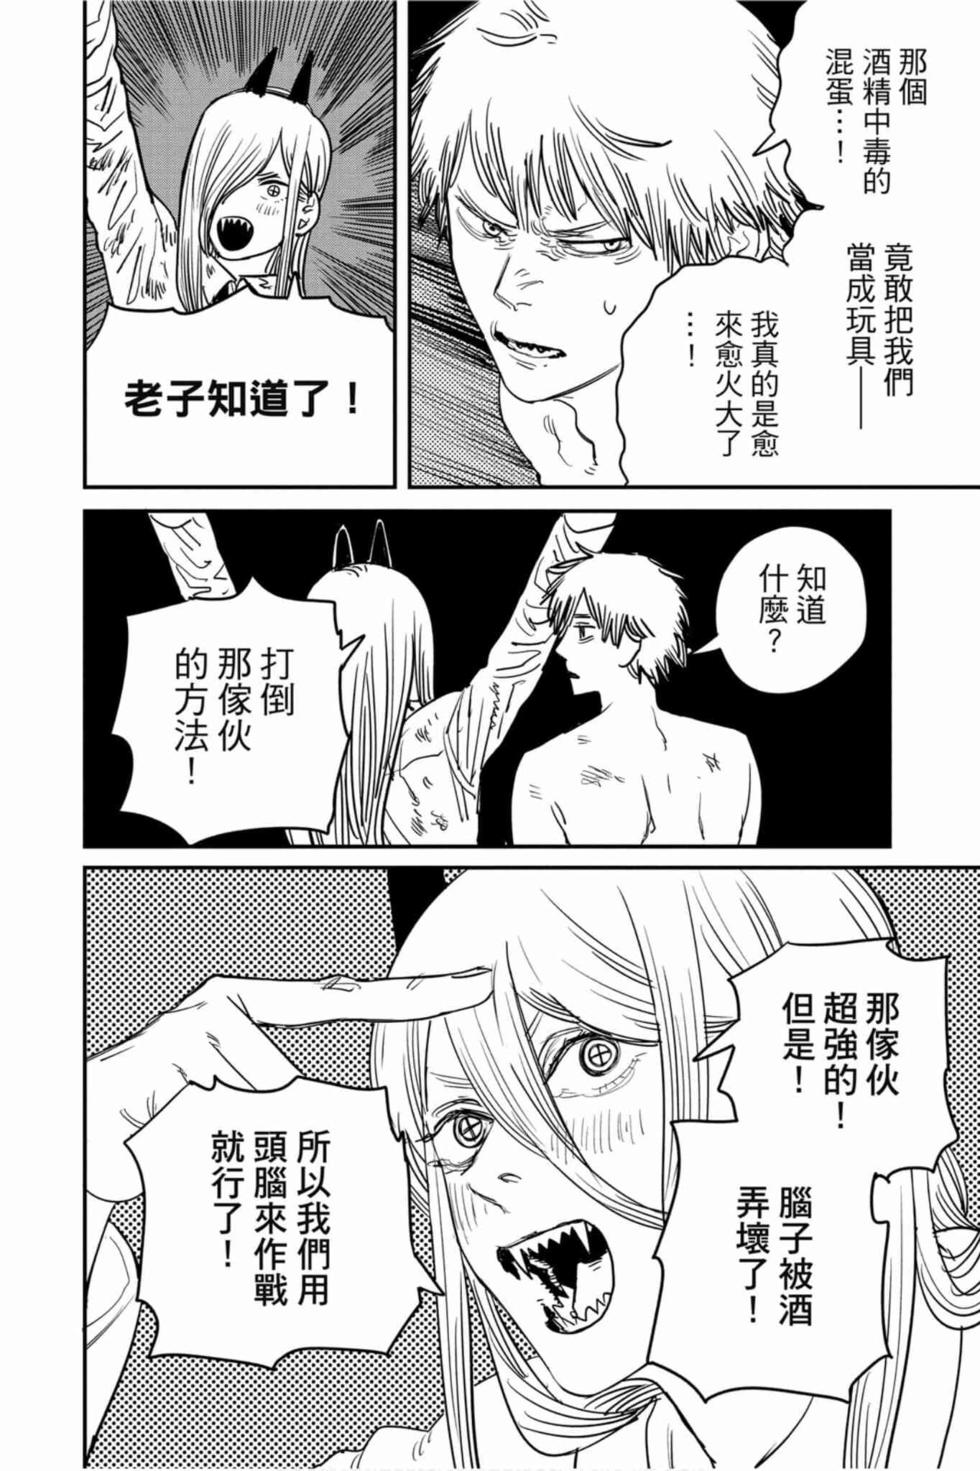 那個
酒精中毒的
混蛋⋯！
竟敢把我們
當成玩具——
我真的是愈
來愈火大了
⋯！
老子知道了！
知道
什麼？
打倒
那傢伙
的方法！
那傢伙
超強的！
但是！
腦子被酒
弄壞了！
所以我們用
頭腦來作戰
就行了！